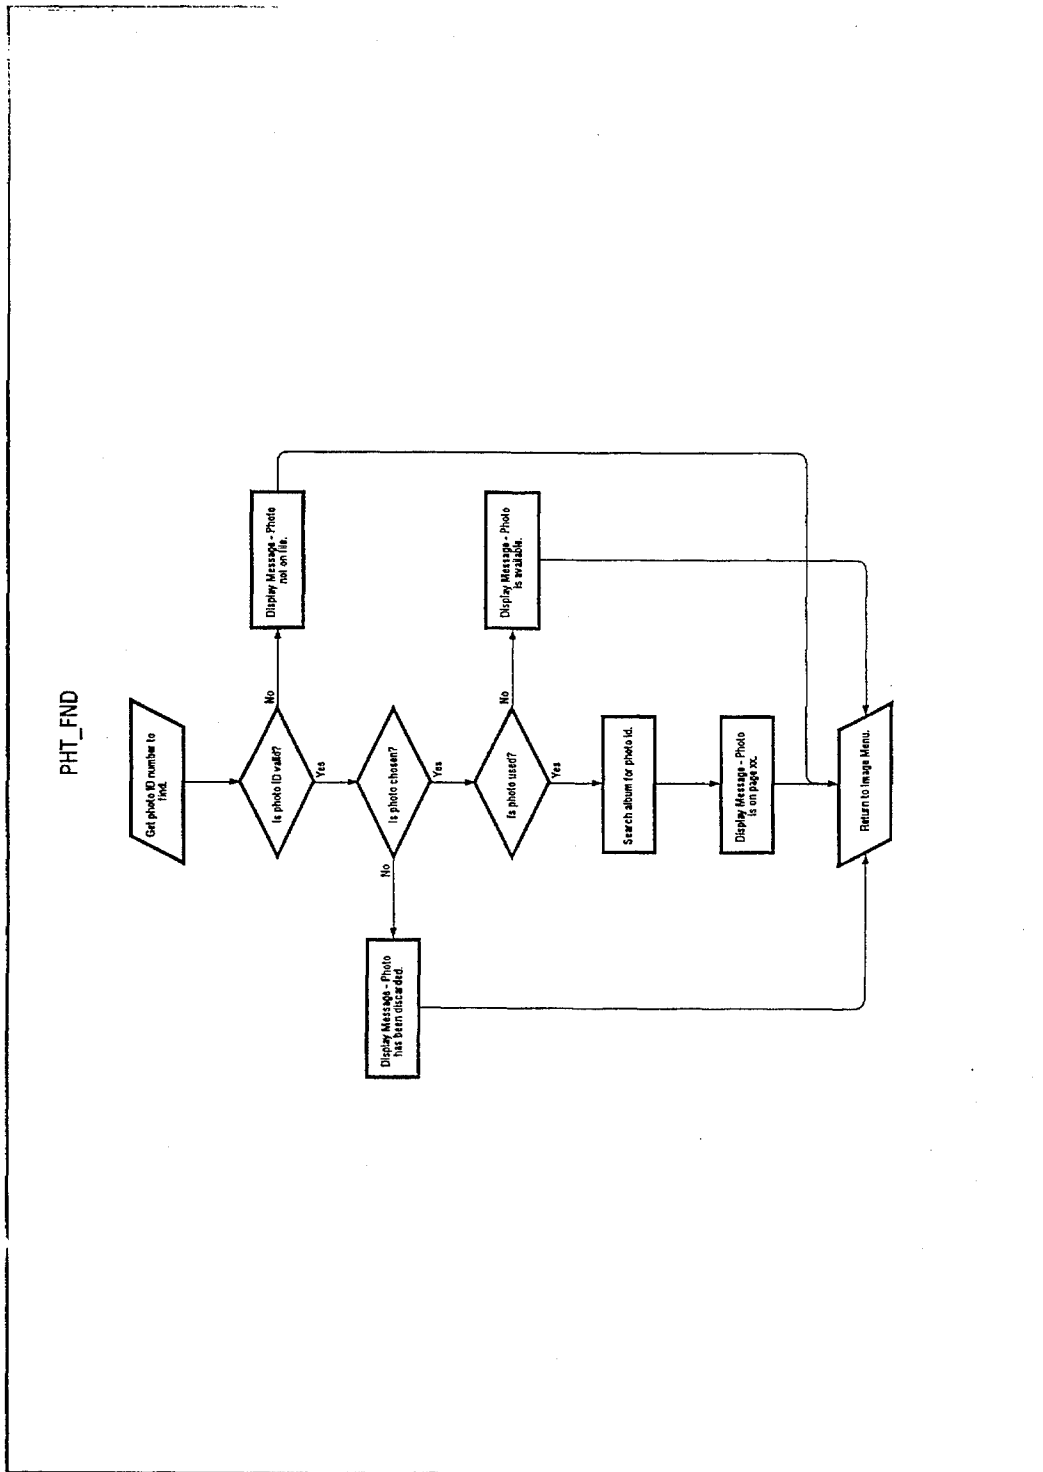 PHT_FND
Get photo ID number to
find.
Is photo ID valid?
No
Display Message - Photo
not on file.
Yes
Is photo chosen?
No
Display Message - Photo
has been discarded.
Yes
Is photo used?
No
Display Message - Photo
is available.
Yes
Search album for photo id.
Display Message - Photo
is on page xx.
Return to Image Menu.